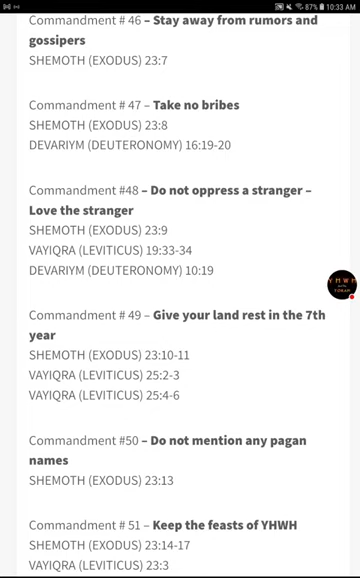 87% 10:33 AM
Commandment # 46 – Stay away from rumors and
gossipers
SHEMOTH (EXODUS) 23:7
Commandment # 47 – Take no bribes
SHEMOTH (EXODUS) 23:8
DEVARIYM (DEUTERONOMY) 16:19-20
Commandment #48 – Do not oppress a stranger –
Love the stranger
SHEMOTH (EXODUS) 23:9
VAYIQRA (LEVITICUS) 19:33-34
DEVARIYM (DEUTERONOMY) 10:19
Commandment # 49 – Give your land rest in the 7th
year
SHEMOTH (EXODUS) 23:10-11
VAYIQRA (LEVITICUS) 25:2-3
VAYIQRA (LEVITICUS) 25:4-6
Commandment #50 – Do not mention any pagan
names
SHEMOTH (EXODUS) 23:13
Commandment # 51 – Keep the feasts of YHWH
SHEMOTH (EXODUS) 23:14-17
VAYIQRA (LEVITICUS) 23:3